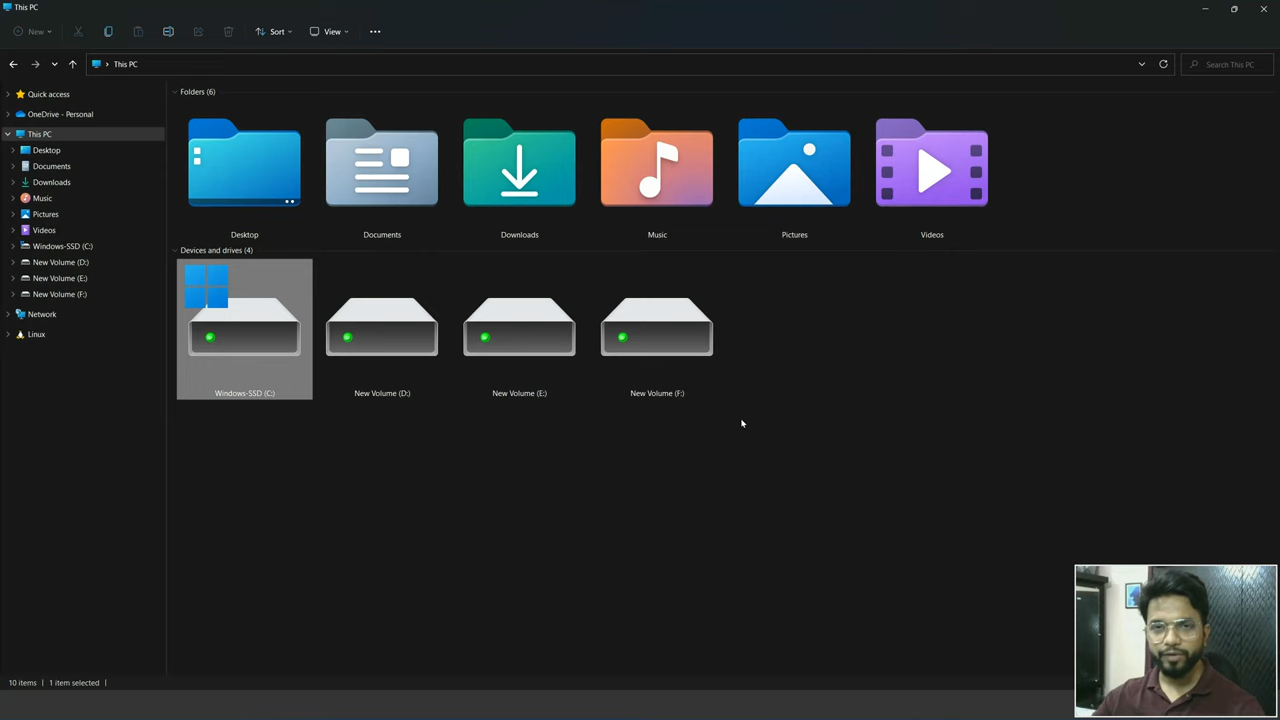 This PC
New
Sort
View
This PC
Search This PC
Quick access
OneDrive - Personal
This PC
Desktop
Documents
Downloads
Music
Pictures
Videos
Windows-SSD (C:)
New Volume (D:)
New Volume (E:)
New Volume (F:)
Network
Linux
Folders (6)
Desktop
Documents
Downloads
Music
Pictures
Videos
Devices and drives (4)
Windows-SSD (C:)
New Volume (D:)
New Volume (E:)
New Volume (F:)
10 items
1 item selected